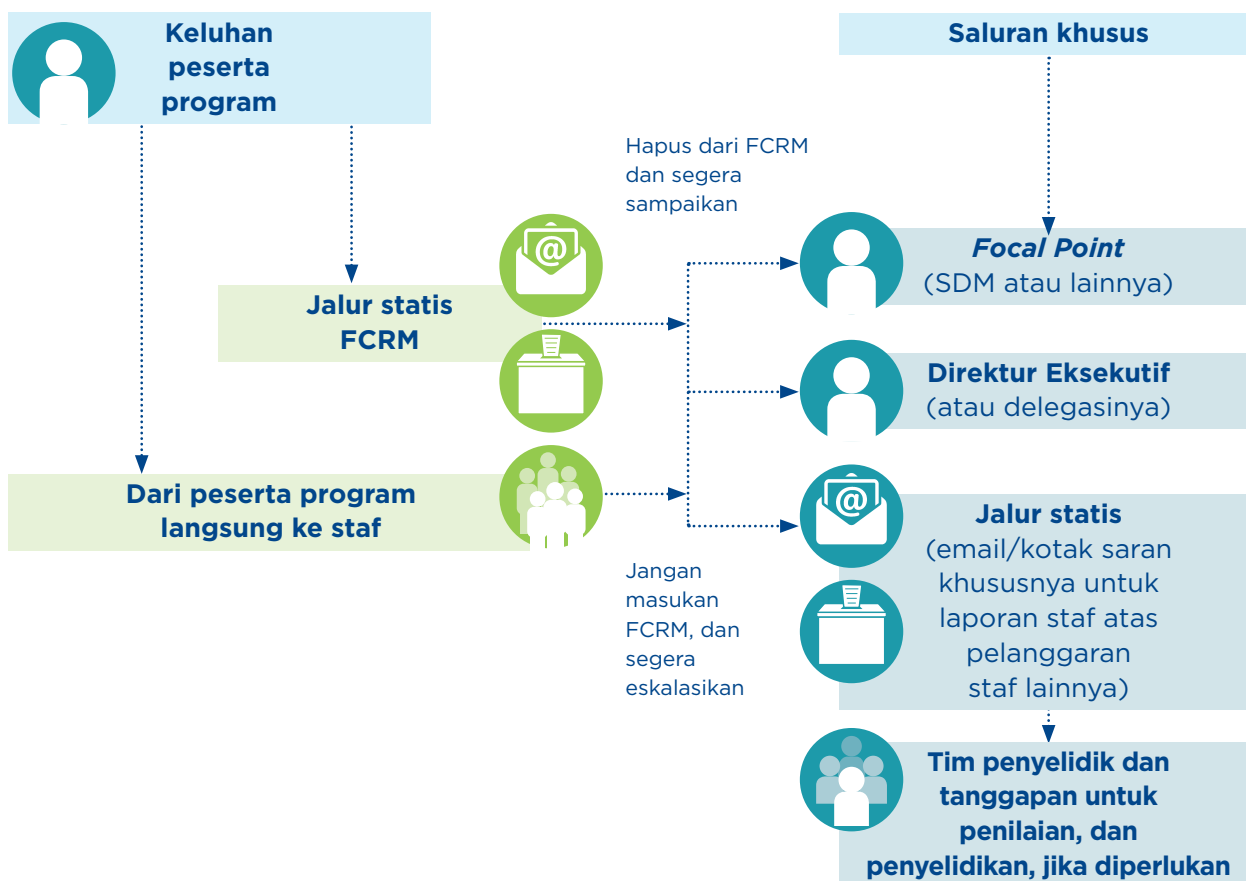 Keluhan
peserta
program
Saluran khusus
Hapus dari FCRM
dan segera
sampaikan
Jalur statis
FCRM
Focal Point
(SDM atau lainnya)
Direktur Eksekutif
(atau delegasinya)
Dari peserta program
langsung ke staf
Jangan
masukan
FCRM, dan
segera
eskalasikan
Jalur statis
(email/kotak saran
khususnya untuk
laporan staf atas
pelanggaran
staf lainnya)
Tim penyelidik dan
tanggapan untuk
penilaian, dan
penyelidikan, jika diperlukan